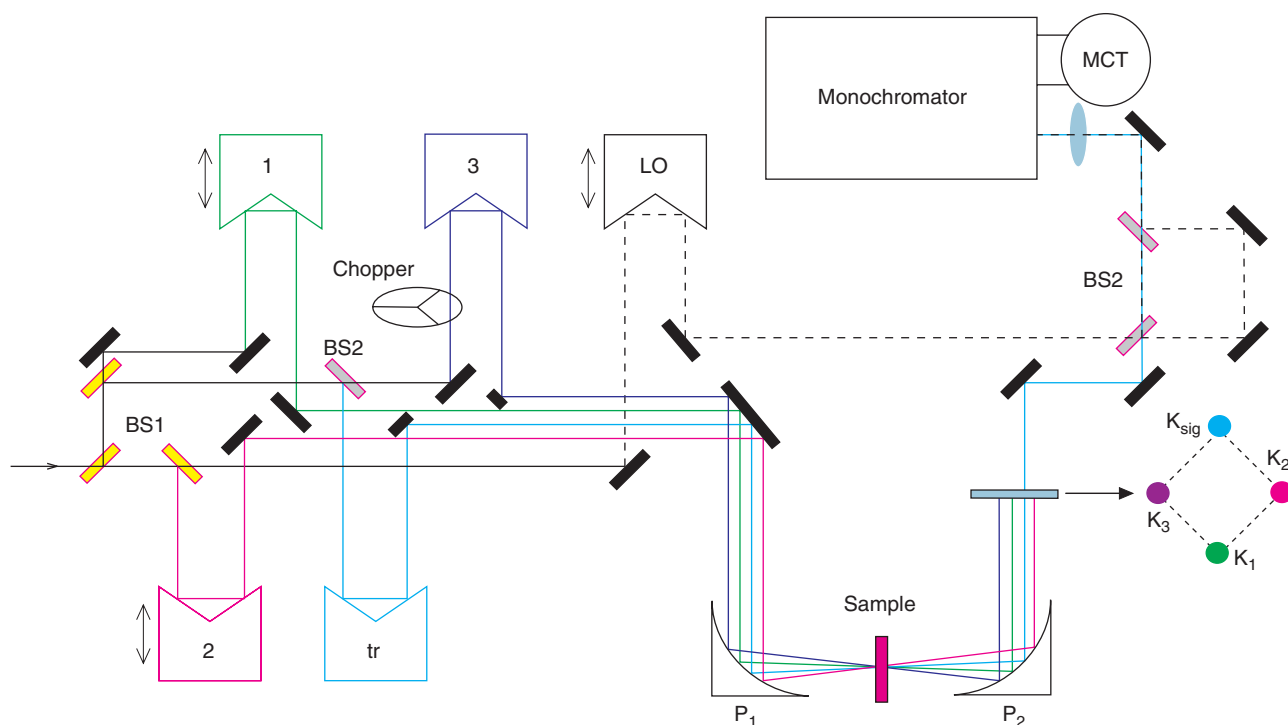 MCT
Monochromator
1
3
LO
Chopper
BS2
BS2
BS1
K_sig
K_2
K_3
K_1
Sample
2
tr
P_1
P_2